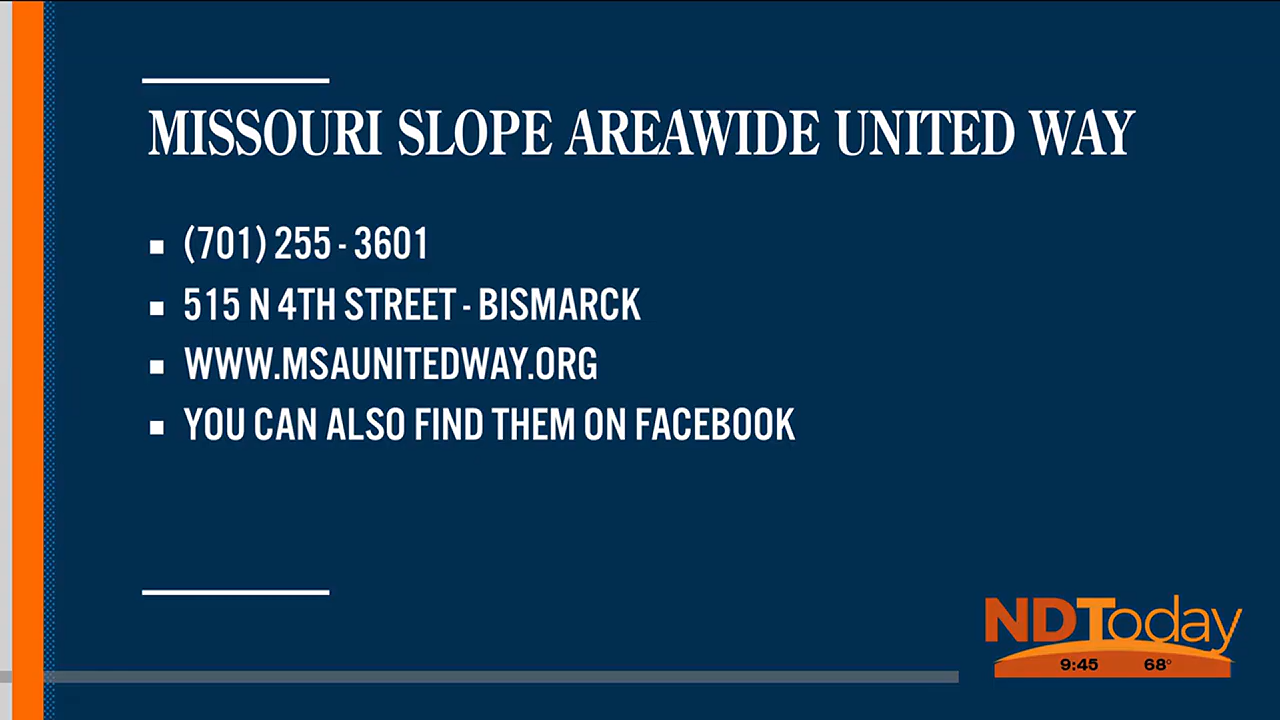 MISSOURI SLOPE AREAWIDE UNITED WAY
(701) 255 - 3601
515 N 4TH STREET - BISMARCK
WWW.MSAUNITEDWAY.ORG
YOU CAN ALSO FIND THEM ON FACEBOOK
NDToday
9:45 68°